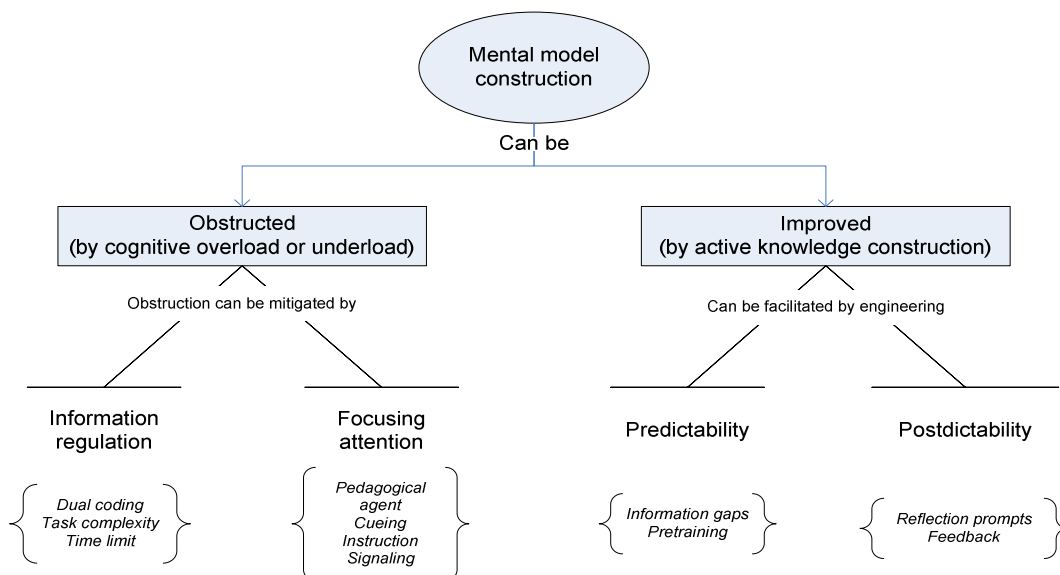 Mental model
construction
Can be
Obstructed
(by cognitive overload or underload)
Improved
(by active knowledge construction)
Obstruction can be mitigated by
Can be facilitated by engineering
Information
regulation
Focusing
attention
Predictability
Postdictability
Dual coding
Task complexity
Time limit
Pedagogical
agent
Cueing
Instruction
Signaling
Information gaps
Pretraining
Reflection prompts
Feedback